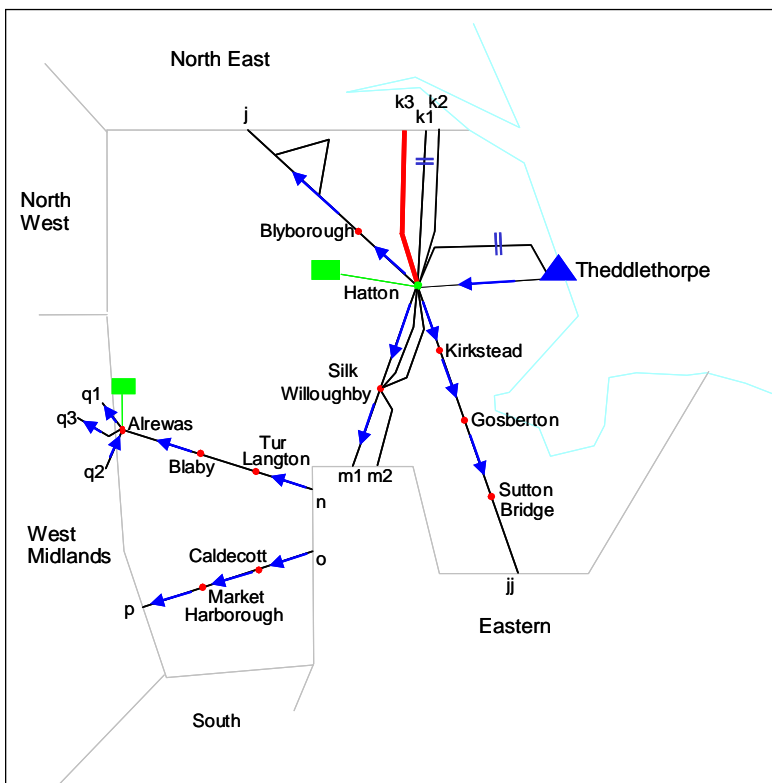 North East
k3
k2
j
k1
North
West
Blyborough
Theddlethorpe
Hatton
Kirkstead
Silk
Willoughby
q1
q3
Alrewas
Gosberton
Tur
Langton
Blaby
q2
m1
m2
n
Sutton
Bridge
West
Midlands
Caldecott
o
Market
Harborough
p
jj
Eastern
South